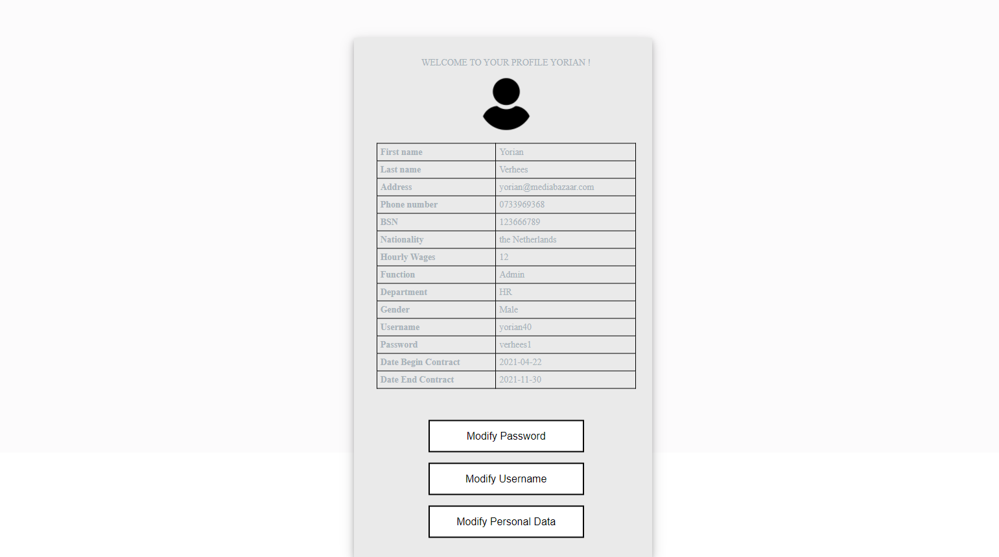 WELCOME TO YOUR PROFILE YORIAN !
First name Yorian
Last name Verhees
Address yorian@mediabazaar.com
Phone number 0733969368
BSN 123666789
Nationality the Netherlands
Hourly Wages 12
Function Admin
Department HR
Gender Male
Username yorian40
Password verhees1
Date Begin Contract 2021-04-22
Date End Contract 2021-11-30
Modify Password
Modify Username
Modify Personal Data